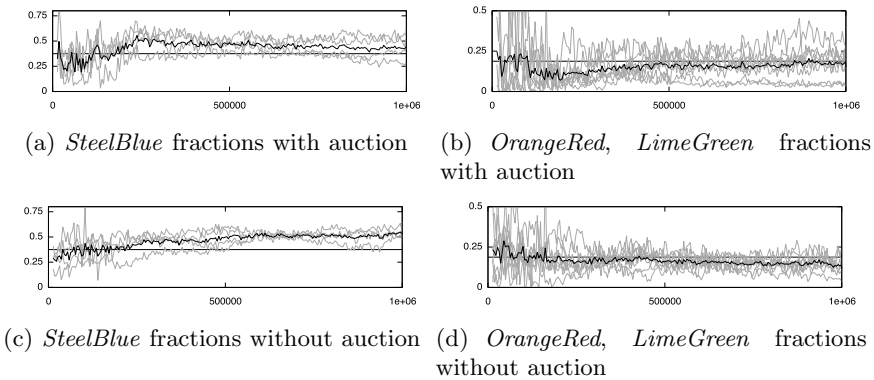 0.75
0.5
0.25
0
500000
1e+06
(a) SteelBlue fractions with auction
0.5
0.25
0
0
500000
1e+06
(b) OrangeRed, LimeGreen fractions
with auction
0.75
0.5
0.25
0
0
500000
1e+06
(c) SteelBlue fractions without auction
0.5
0.25
0
0
500000
1e+06
(d) OrangeRed, LimeGreen fractions
without auction